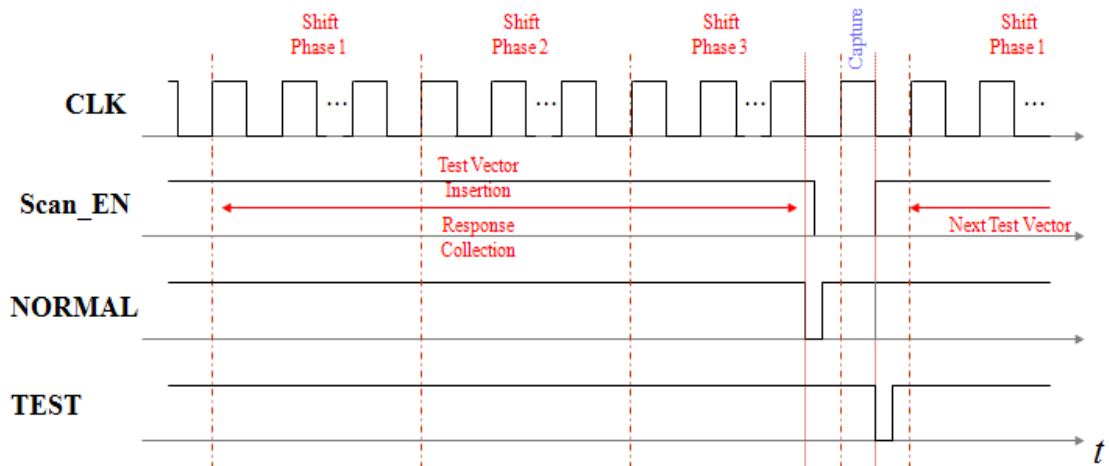 Shift
Phase 1
Shift
Phase 2
Shift
Phase 3
Capture
Shift
Phase 1
CLK
...
...
...
...
Scan_EN
Test Vector
Insertion
Response
Collection
Next Test Vector
NORMAL
TEST
t